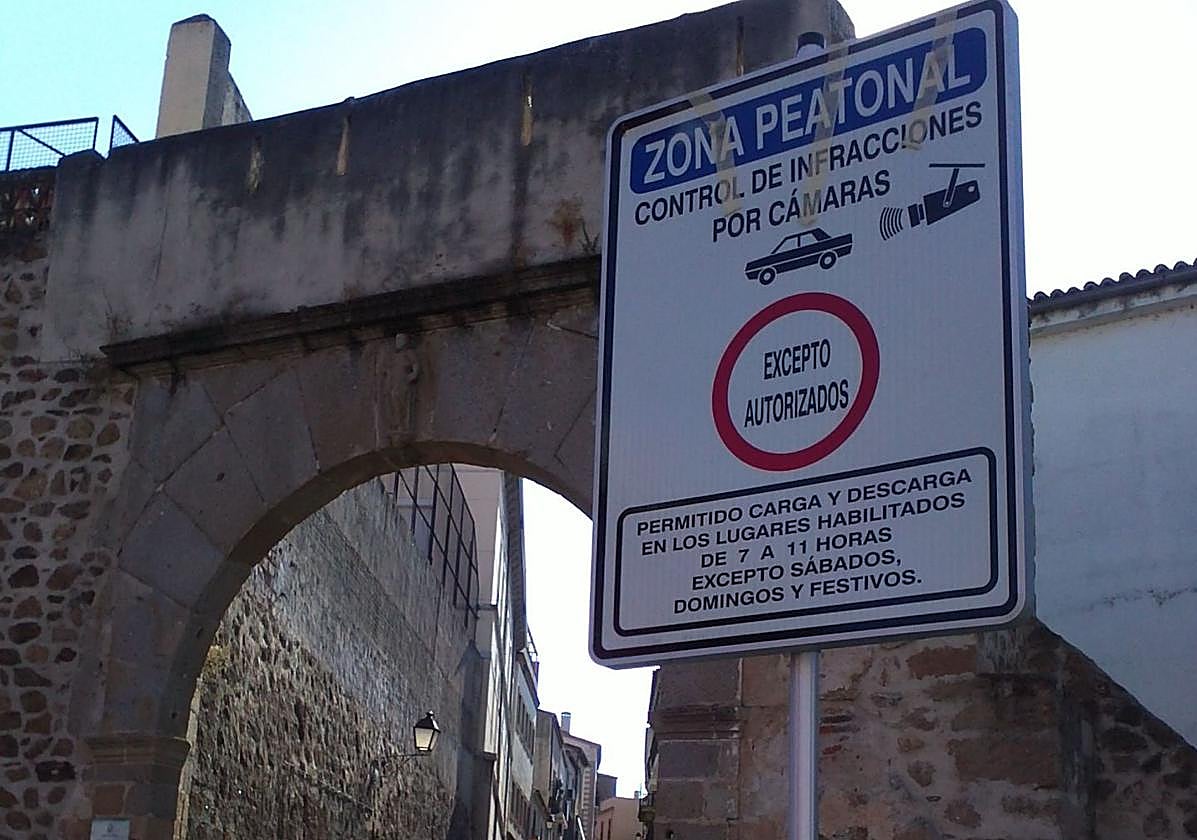 ZONA PEATONAL
CONTROL DE INFRACCIONES
POR CÁMARAS
EXCEPTO
AUTORIZADOS
PERMITIDO CARGA Y DESCARGA
EN LOS LUGARES HABILITADOS
DE 7 A 11 HORAS
EXCEPTO SÁBADOS,
DOMINGOS Y FESTIVOS.